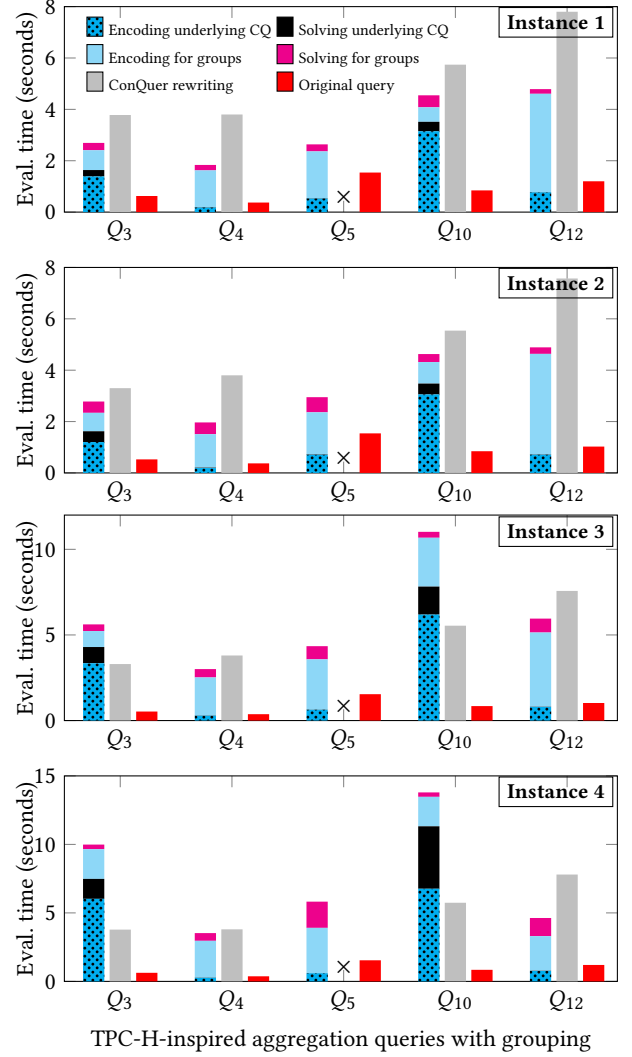 Instance 1
Encoding underlying CQ
Solving underlying CQ
Encoding for groups
Solving for groups
ConQuer rewriting
Original query
Eval. time (seconds)
8
6
4
2
0
Q3 Q4 Q5 Q10 Q12
Instance 2
Eval. time (seconds)
8
6
4
2
0
Q3 Q4 Q5 Q10 Q12
Instance 3
Eval. time (seconds)
10
5
0
Q3 Q4 Q5 Q10 Q12
Instance 4
Eval. time (seconds)
15
10
5
0
Q3 Q4 Q5 Q10 Q12
TPC-H-inspired aggregation queries with grouping